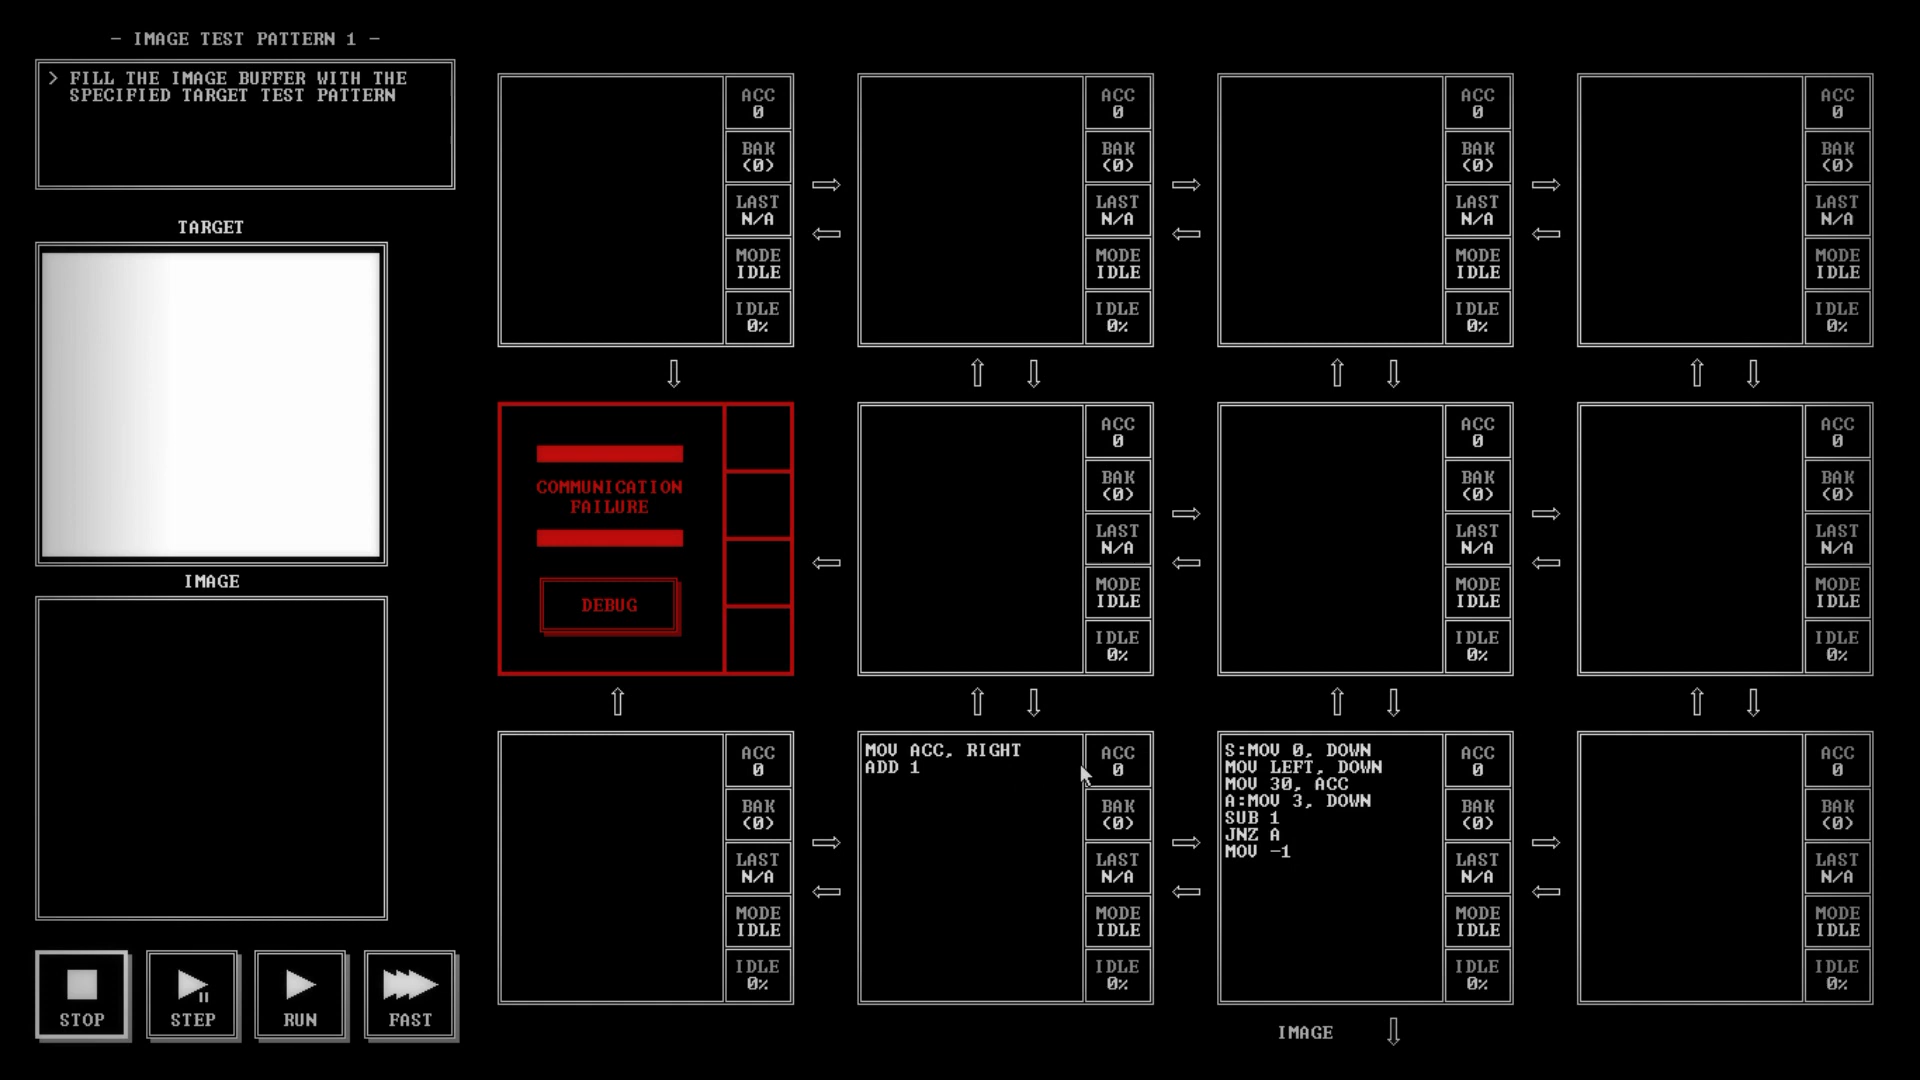 - IMAGE TEST PATTERN 1 -
> FILL THE IMAGE BUFFER WITH THE
SPECIFIED TARGET TEST PATTERN
TARGET
IMAGE
STOP
STEP
RUN
FAST
ACC
0
BAK
(0)
LAST
N/A
MODE
IDLE
IDLE
0%
ACC
0
BAK
(0)
LAST
N/A
MODE
IDLE
IDLE
0%
ACC
0
BAK
(0)
LAST
N/A
MODE
IDLE
IDLE
0%
ACC
0
BAK
(0)
LAST
N/A
MODE
IDLE
IDLE
0%
COMMUNICATION
FAILURE
DEBUG
ACC
0
BAK
(0)
LAST
N/A
MODE
IDLE
IDLE
0%
ACC
0
BAK
(0)
LAST
N/A
MODE
IDLE
IDLE
0%
ACC
0
BAK
(0)
LAST
N/A
MODE
IDLE
IDLE
0%
ACC
0
BAK
(0)
LAST
N/A
MODE
IDLE
IDLE
0%
MOV ACC, RIGHT
ADD 1
ACC
0
BAK
(0)
LAST
N/A
MODE
IDLE
IDLE
0%
S:MOV 0, DOWN
MOV LEFT, DOWN
MOV 30, ACC
A:MOV 3, DOWN
SUB 1
JNZ A
MOV -1
ACC
0
BAK
(0)
LAST
N/A
MODE
IDLE
IDLE
0%
ACC
0
BAK
(0)
LAST
N/A
MODE
IDLE
IDLE
0%
IMAGE